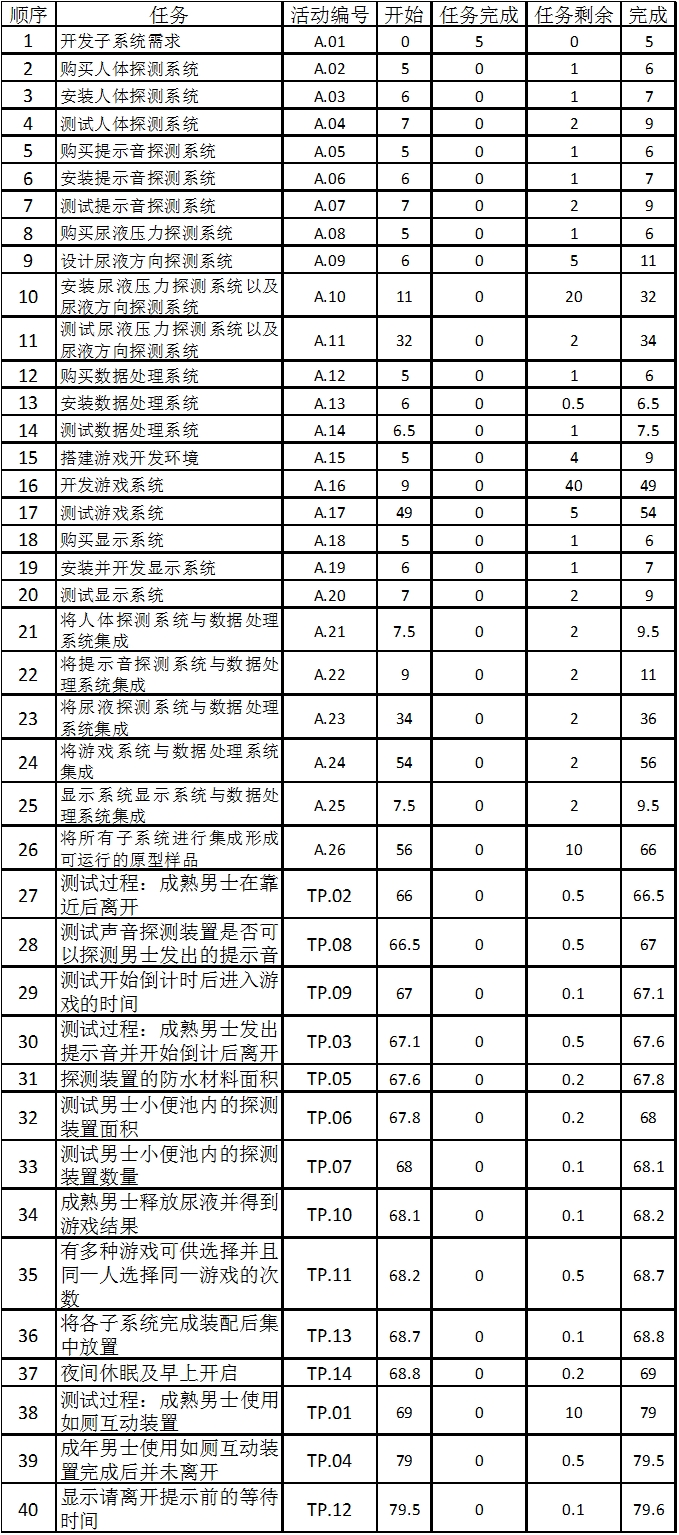 顺序 任务 活动编号 开始 任务完成 任务剩余 完成
1 开发子系统需求 A.01 0 5 0 5
2 购买人体探测系统 A.02 5 0 1 6
3 安装人体探测系统 A.03 6 0 1 7
4 测试人体探测系统 A.04 7 0 2 9
5 购买提示音探测系统 A.05 5 0 1 6
6 安装提示音探测系统 A.06 6 0 1 7
7 测试提示音探测系统 A.07 7 0 2 9
8 购买尿液压力探测系统 A.08 5 0 1 6
9 设计尿液方向探测系统 A.09 6 0 5 11
10 安装尿液压力探测系统以及
尿液方向探测系统 A.10 11 0 20 32
11 测试尿液压力探测系统以及
尿液方向探测系统 A.11 32 0 2 34
12 购买数据处理系统 A.12 5 0 1 6
13 安装数据处理系统 A.13 6 0 0.5 6.5
14 测试数据处理系统 A.14 6.5 0 1 7.5
15 搭建游戏开发环境 A.15 5 0 4 9
16 开发游戏系统 A.16 9 0 40 49
17 测试游戏系统 A.17 49 0 5 54
18 购买显示系统 A.18 5 0 1 6
19 安装并开发显示系统 A.19 6 0 1 7
20 测试显示系统 A.20 7 0 2 9
21 将人体探测系统与数据处理
系统集成 A.21 7.5 0 2 9.5
22 将提示音探测系统与数据处
理系统集成 A.22 9 0 2 11
23 将尿液探测系统与数据处理
系统集成 A.23 34 0 2 36
24 将游戏系统与数据处理系统
集成 A.24 54 0 2 56
25 显示系统显示系统与数据处
理系统集成 A.25 7.5 0 2 9.5
26 将所有子系统进行集成形成
可运行的原型样品 A.26 56 0 10 66
27 测试过程：成熟男士在靠
近后离开 TP.02 66 0 0.5 66.5
28 测试声音探测装置是否可
以探测男士发出的提示音 TP.08 66.5 0 0.5 67
29 测试开始倒计时后进入游
戏的时间 TP.09 67 0 0.1 67.1
30 测试过程：成熟男士发出
提示音并开始倒计后离开 TP.03 67.1 0 0.5 67.6
31 探测装置的防水材料面积 TP.05 67.6 0 0.2 67.8
32 测试男士小便池内的探测
装置面积 TP.06 67.8 0 0.2 68
33 测试男士小便池内的探测
装置数量 TP.07 68 0 0.1 68.1
34 成熟男士释放尿液并得到
游戏结果 TP.10 68.1 0 0.1 68.2
35 有多种游戏可供选择并且
同一人选择同一游戏的次
数 TP.11 68.2 0 0.5 68.7
36 将各子系统完成装配后集
中放置 TP.13 68.7 0 0.1 68.8
37 夜间休眠及早上开启 TP.14 68.8 0 0.2 69
38 测试过程：成熟男士使用
如厕互动装置 TP.01 69 0 10 79
39 成年男士使用如厕互动装
置完成后并未离开 TP.04 79 0 0.5 79.5
40 显示请离开提示前的等待
时间 TP.12 79.5 0 0.1 79.6